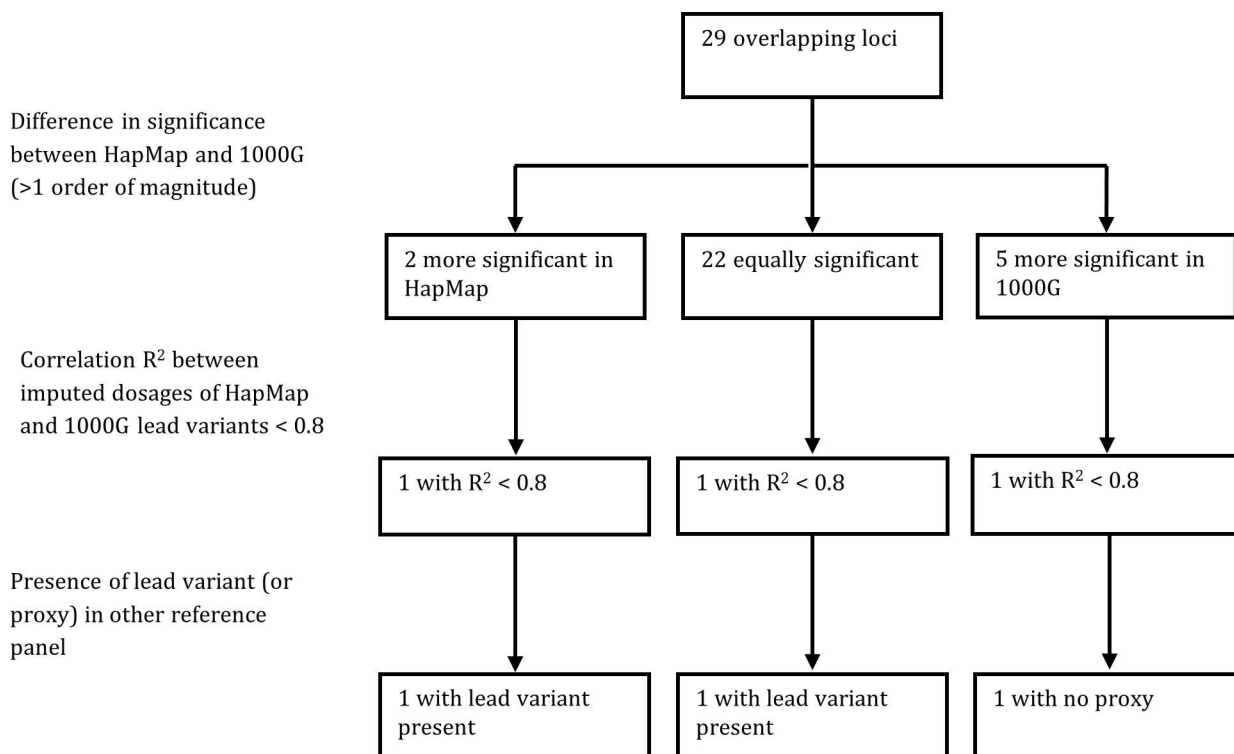 29 overlapping loci
Difference in significance
between HapMap and 1000G
(>1 order of magnitude)
2 more significant in
HapMap
22 equally significant
5 more significant in
1000G
Correlation R² between
imputed dosages of HapMap
and 1000G lead variants < 0.8
1 with R² < 0.8
1 with R² < 0.8
1 with R² < 0.8
Presence of lead variant (or
proxy) in other reference
panel
1 with lead variant
present
1 with lead variant
present
1 with no proxy